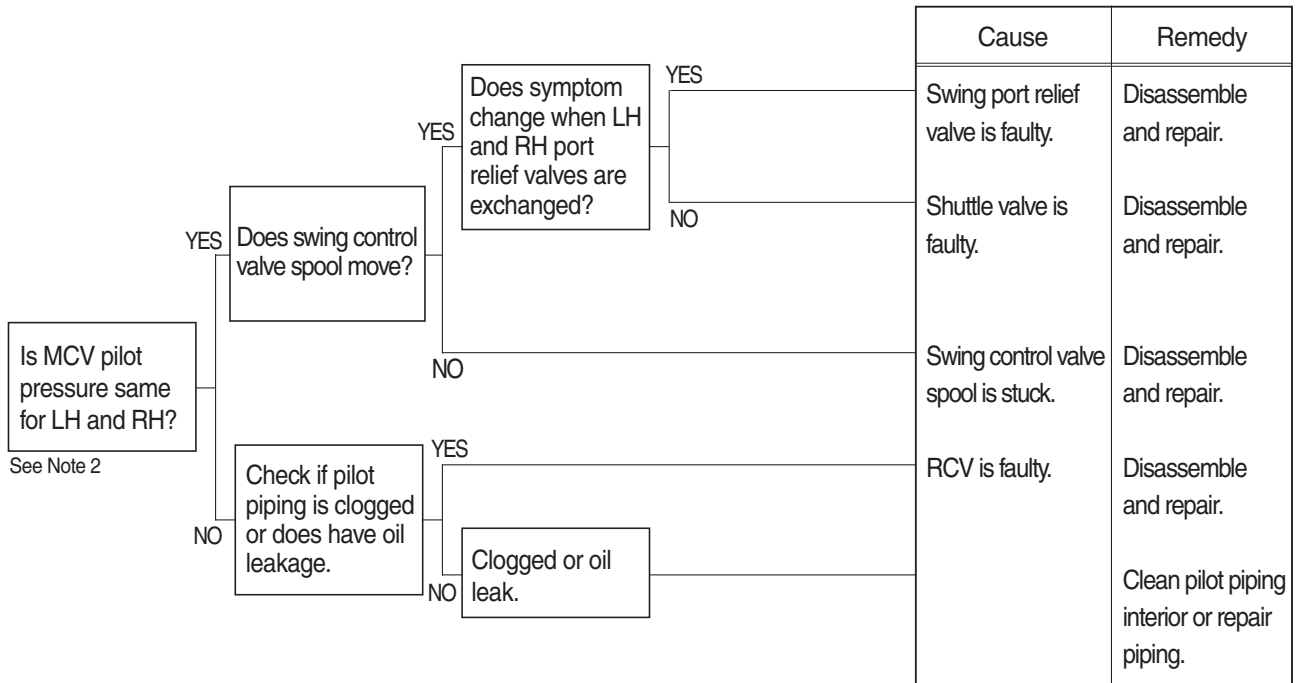 Is MCV pilot
pressure same
for LH and RH?
See Note 2
YES
NO
Does swing control
valve spool move?
YES
NO
Does symptom
change when LH
and RH port
relief valves are
exchanged?
YES
NO
Check if pilot
piping is clogged
or does have oil
leakage.
YES
NO
Clogged or oil
leak.
Cause
Remedy
Swing port relief
valve is faulty.
Disassemble
and repair.
Shuttle valve is
faulty.
Disassemble
and repair.
Swing control valve
spool is stuck.
Disassemble
and repair.
RCV is faulty.
Disassemble
and repair.
Clean pilot piping
interior or repair
piping.